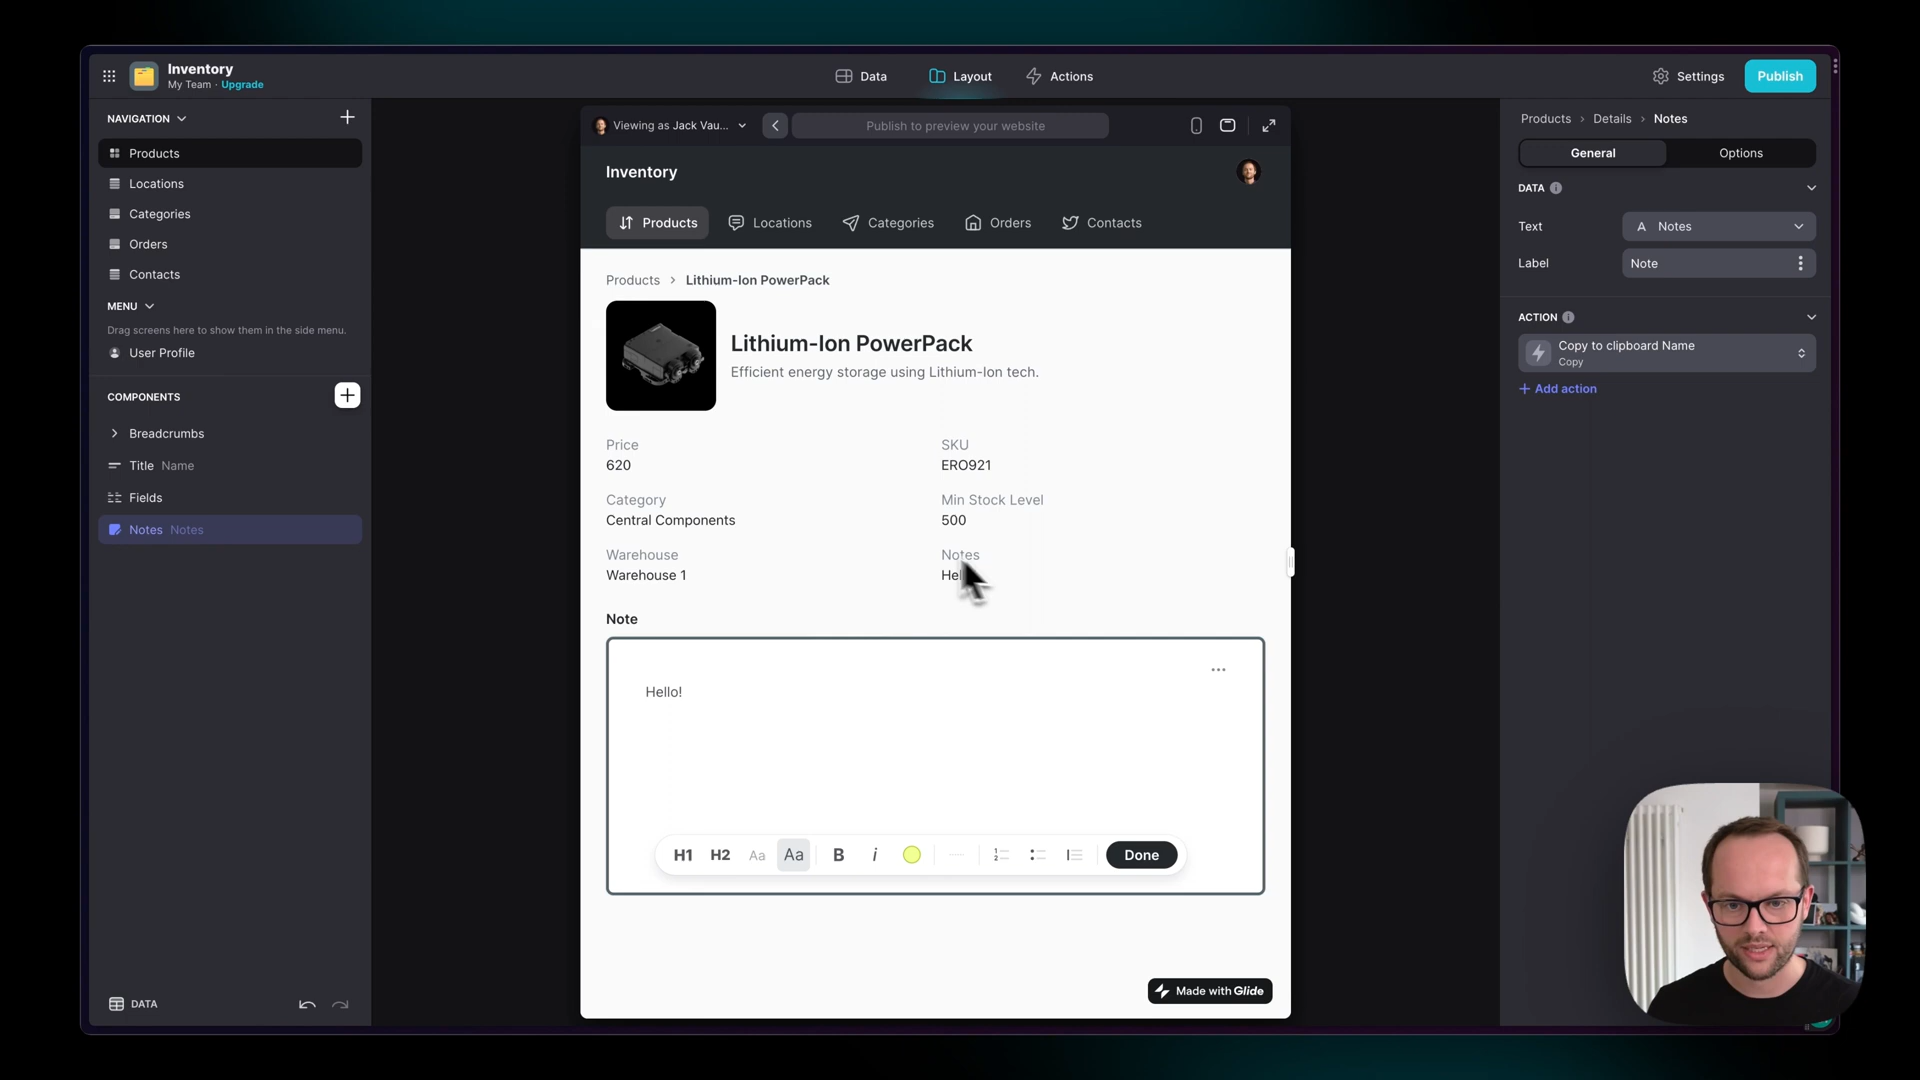 Inventory
My Team · Upgrade
Data
Layout
Actions
Settings
Publish
NAVIGATION
Products
Locations
Categories
Orders
Contacts
MENU
Drag screens here to show them in the side menu.
User Profile
COMPONENTS
Breadcrumbs
Title Name
Fields
Notes Notes
DATA
Viewing as Jack Vau...
Publish to preview your website
Inventory
Products
Locations
Categories
Orders
Contacts
Products > Lithium-Ion PowerPack
Lithium-Ion PowerPack
Efficient energy storage using Lithium-Ion tech.
Price
620
SKU
ERO921
Category
Central Components
Min Stock Level
500
Warehouse
Warehouse 1
Notes
Note
Hello!
H1 H2 Aa Aa B i Done
Made with Glide
Products > Details > Notes
General
Options
DATA
Text
A Notes
Label
Note
ACTION
Copy to clipboard Name
Copy
+ Add action